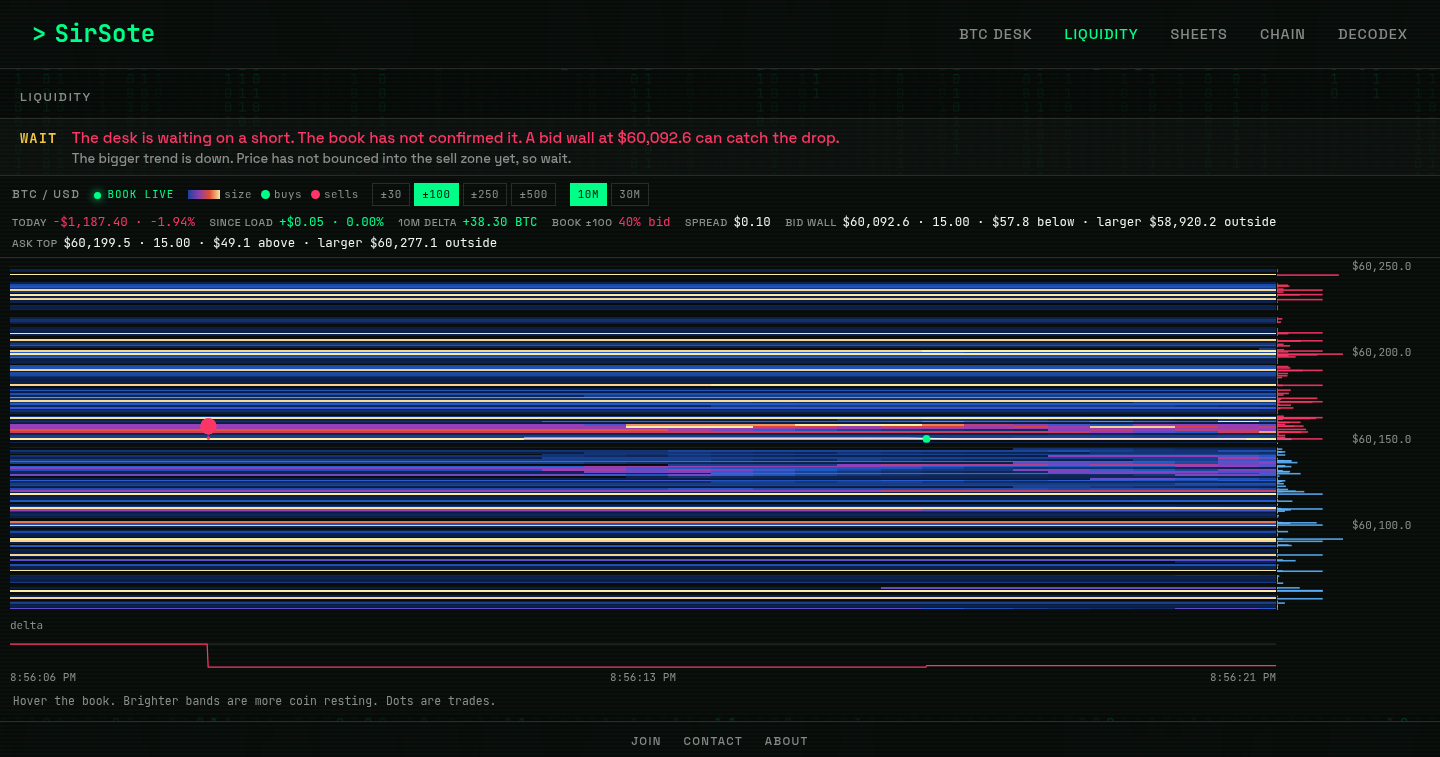 > SirSote
BTC DESK LIQUIDITY SHEETS CHAIN DECODEX
LIQUIDITY
WAIT The desk is waiting on a short. The book has not confirmed it. A bid wall at $60,092.6 can catch the drop.
The bigger trend is down. Price has not bounced into the sell zone yet, so wait.
BTC / USD BOOK LIVE size buys sells ±30 ±100 ±250 ±500 10M 30M
TODAY -$1,187.40 · -1.94% SINCE LOAD +$0.05 · 0.00% 10M DELTA +38.30 BTC BOOK ±100 40% bid SPREAD $0.10 BID WALL $60,092.6 · 15.00 · $57.8 below · larger $58,920.2 outside
ASK TOP $60,199.5 · 15.00 · $49.1 above · larger $60,277.1 outside
$60,250.0
$60,200.0
$60,150.0
$60,100.0
delta
8:56:06 PM 8:56:13 PM 8:56:21 PM
Hover the book. Brighter bands are more coin resting. Dots are trades.
JOIN CONTACT ABOUT